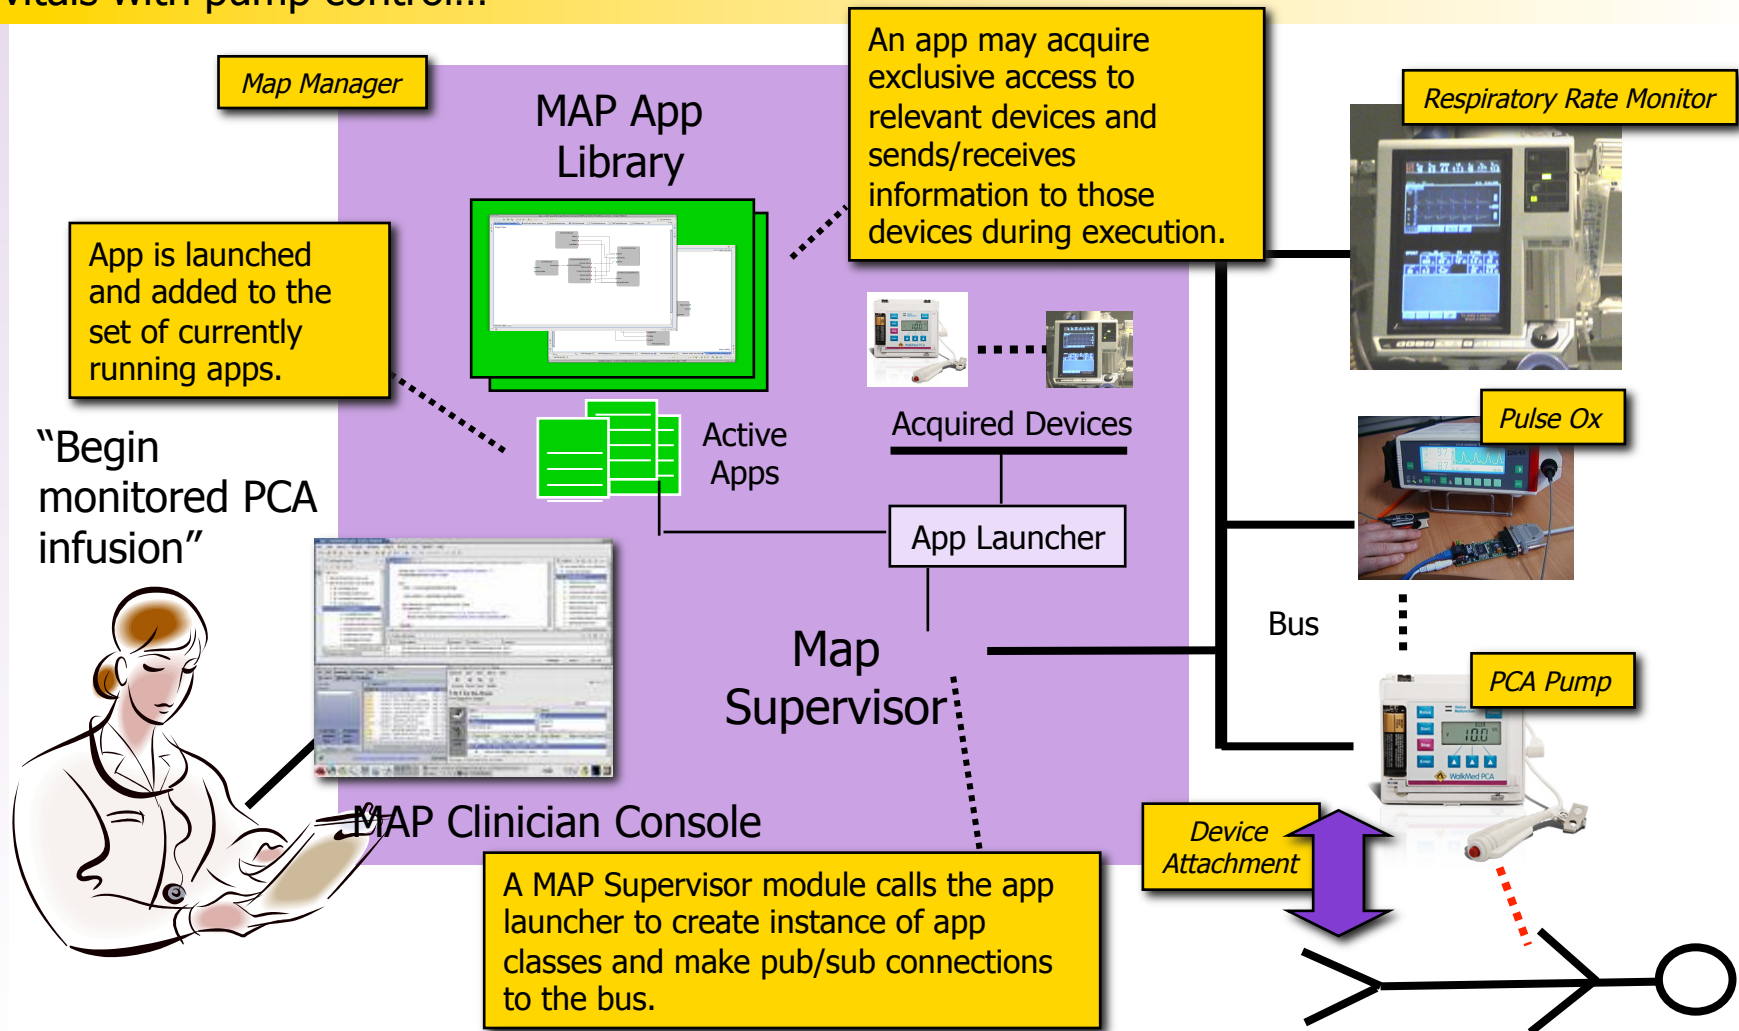 vitals with pump control...
Map Manager
MAP App
Library
An app may acquire
exclusive access to
relevant devices and
sends/receives
information to those
devices during execution.
Respiratory Rate Monitor
App is launched
and added to the
set of currently
running apps.
Active
Apps
Acquired Devices
Pulse Ox
“Begin
monitored PCA
infusion”
App Launcher
Bus
Map
Supervisor
PCA Pump
10.0
WalkMed PCA
MAP Clinician Console
Device
Attachment
A MAP Supervisor module calls the app
launcher to create instance of app
classes and make pub/sub connections
to the bus.